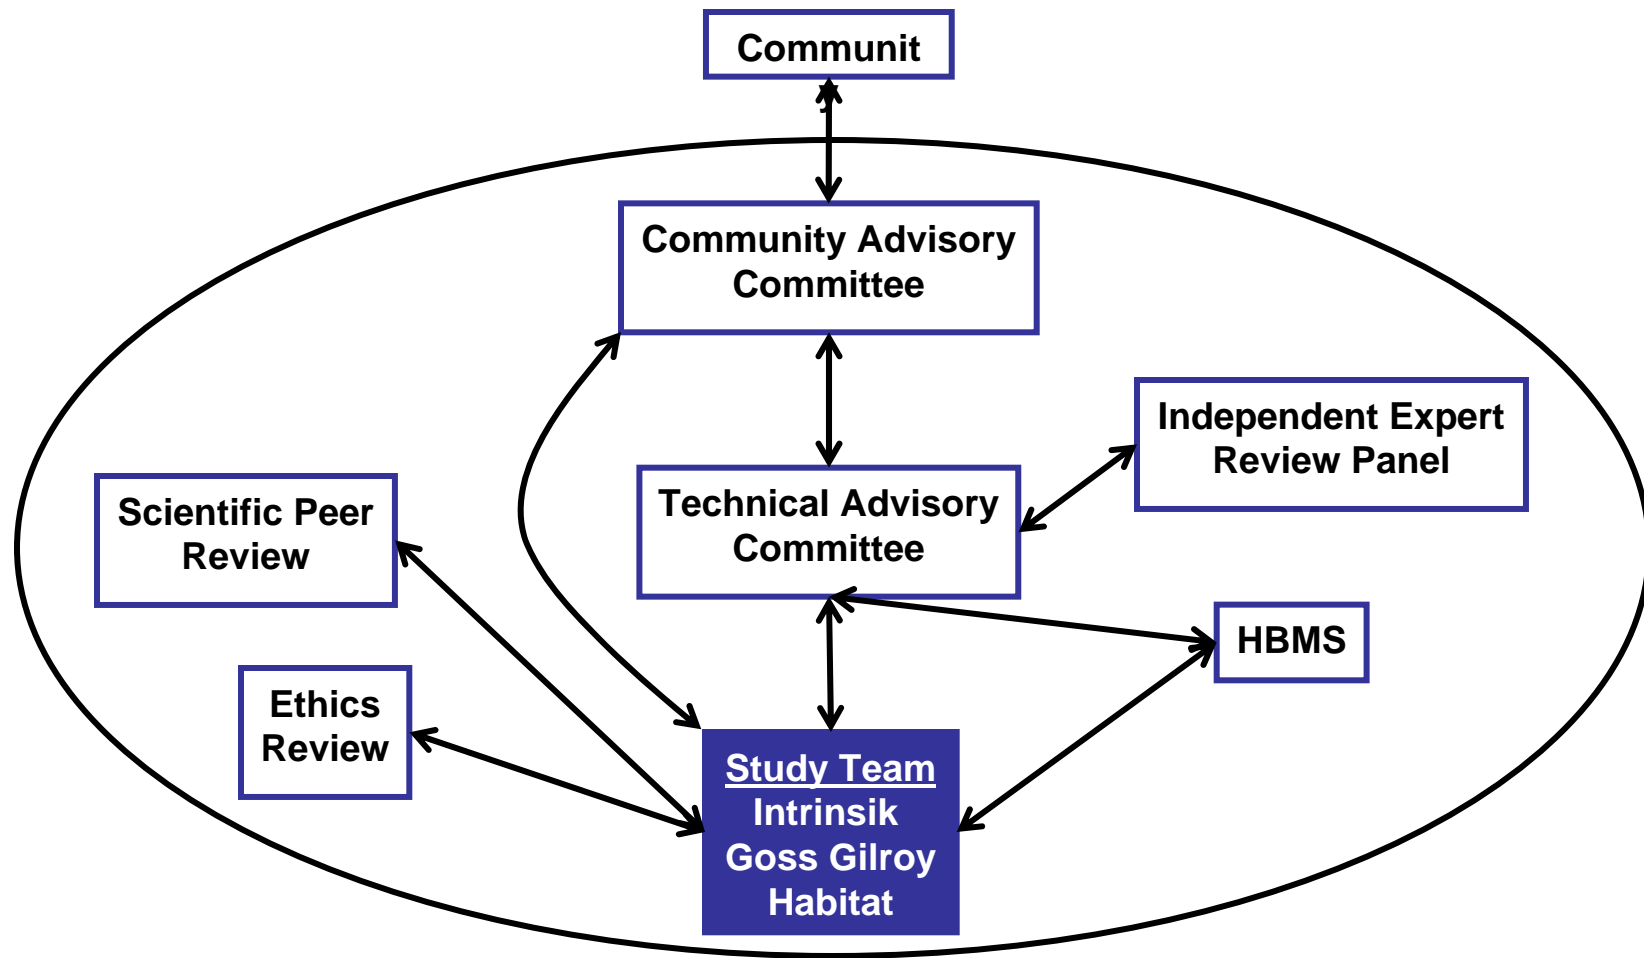 Communit
y
Community Advisory
Committee
Independent Expert
Review Panel
Scientific Peer
Review
Technical Advisory
Committee
HBMS
Ethics
Review
Study Team
Intrinsik
Goss Gilroy
Habitat